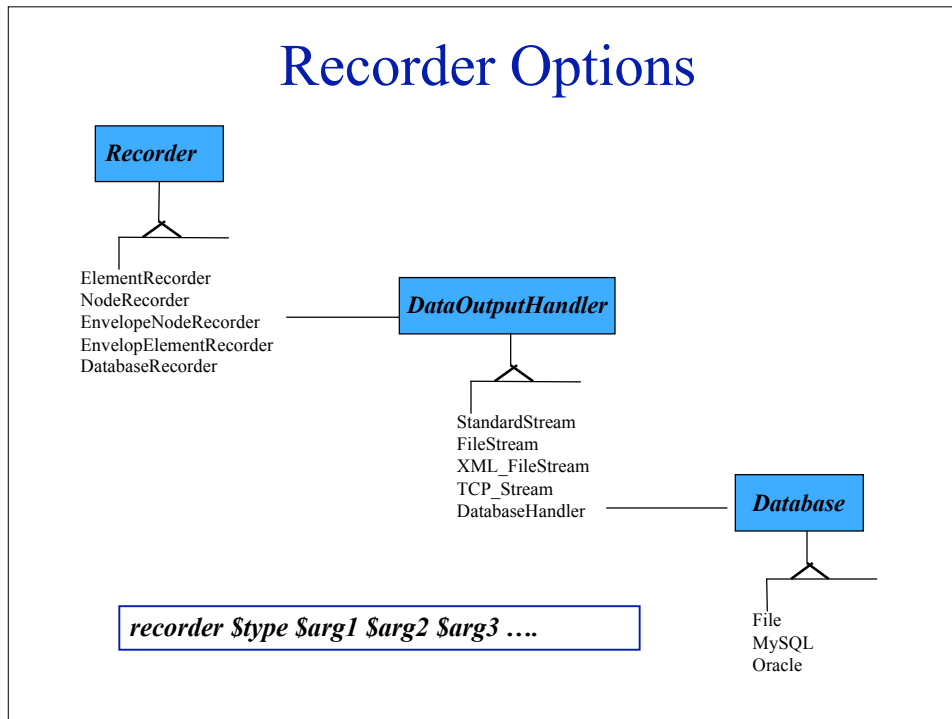 Recorder Options
Recorder
ElementRecorder
NodeRecorder
EnvelopeNodeRecorder
EnvelopElementRecorder
DatabaseRecorder
DataOutputHandler
StandardStream
FileStream
XML_FileStream
TCP_Stream
DatabaseHandler
Database
File
MySQL
Oracle
recorder $type $arg1 $arg2 $arg3 ….